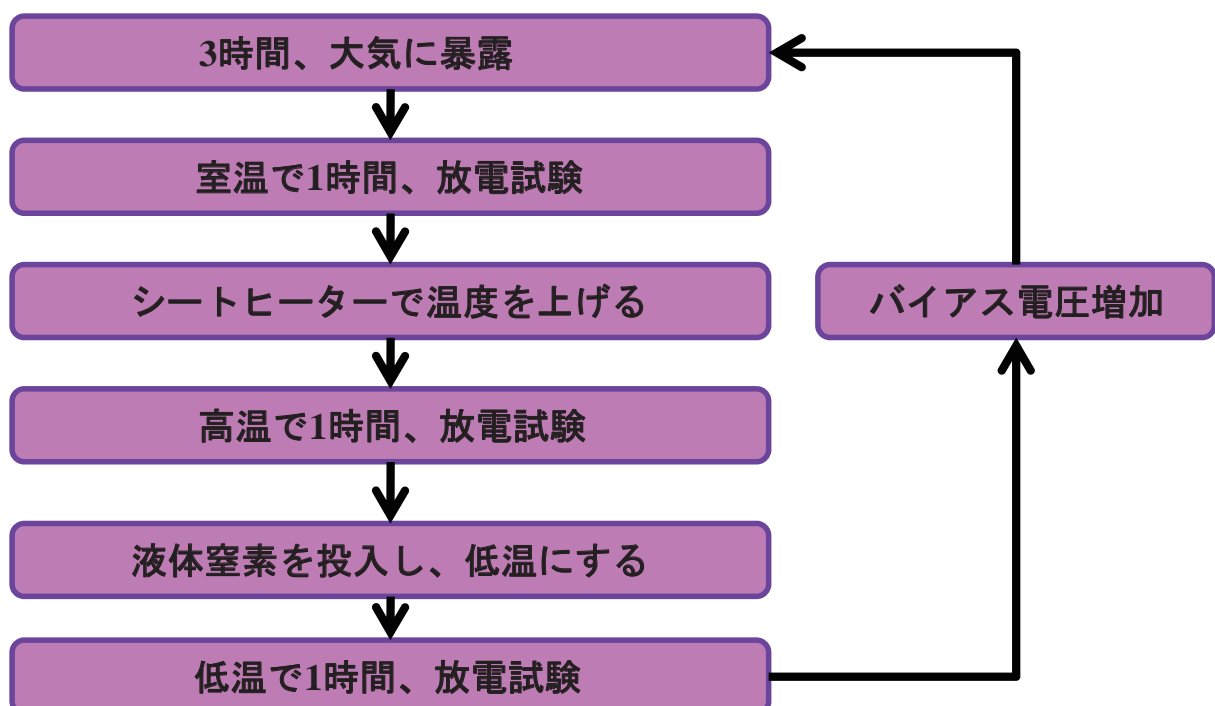 3時間、大気に暴露
室温で1時間、放電試験
シートヒーターで温度を上げる
バイアス電圧増加
高温で1時間、放電試験
液体窒素を投入し、低温にする
低温で1時間、放電試験